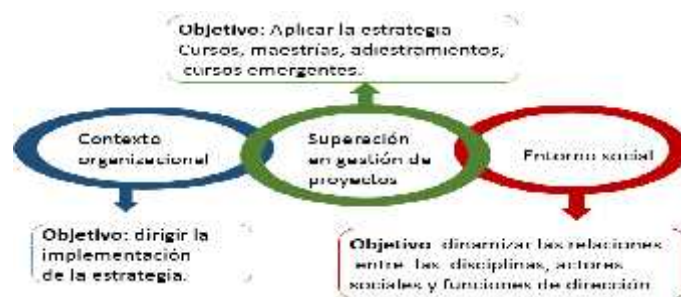 Objetivo: Aplicar la estrategia
Cursos, maestrías, adiestramientos,
cursos emergentes.
Contexto
organizacional
Superación
en gestión de
proyectos
Entorno social
Objetivo: dirigir la
implementación
de la estrategia.
Objetivo dinamizar las relaciones
entre las disciplinas, actores
sociales y funciones de dirección